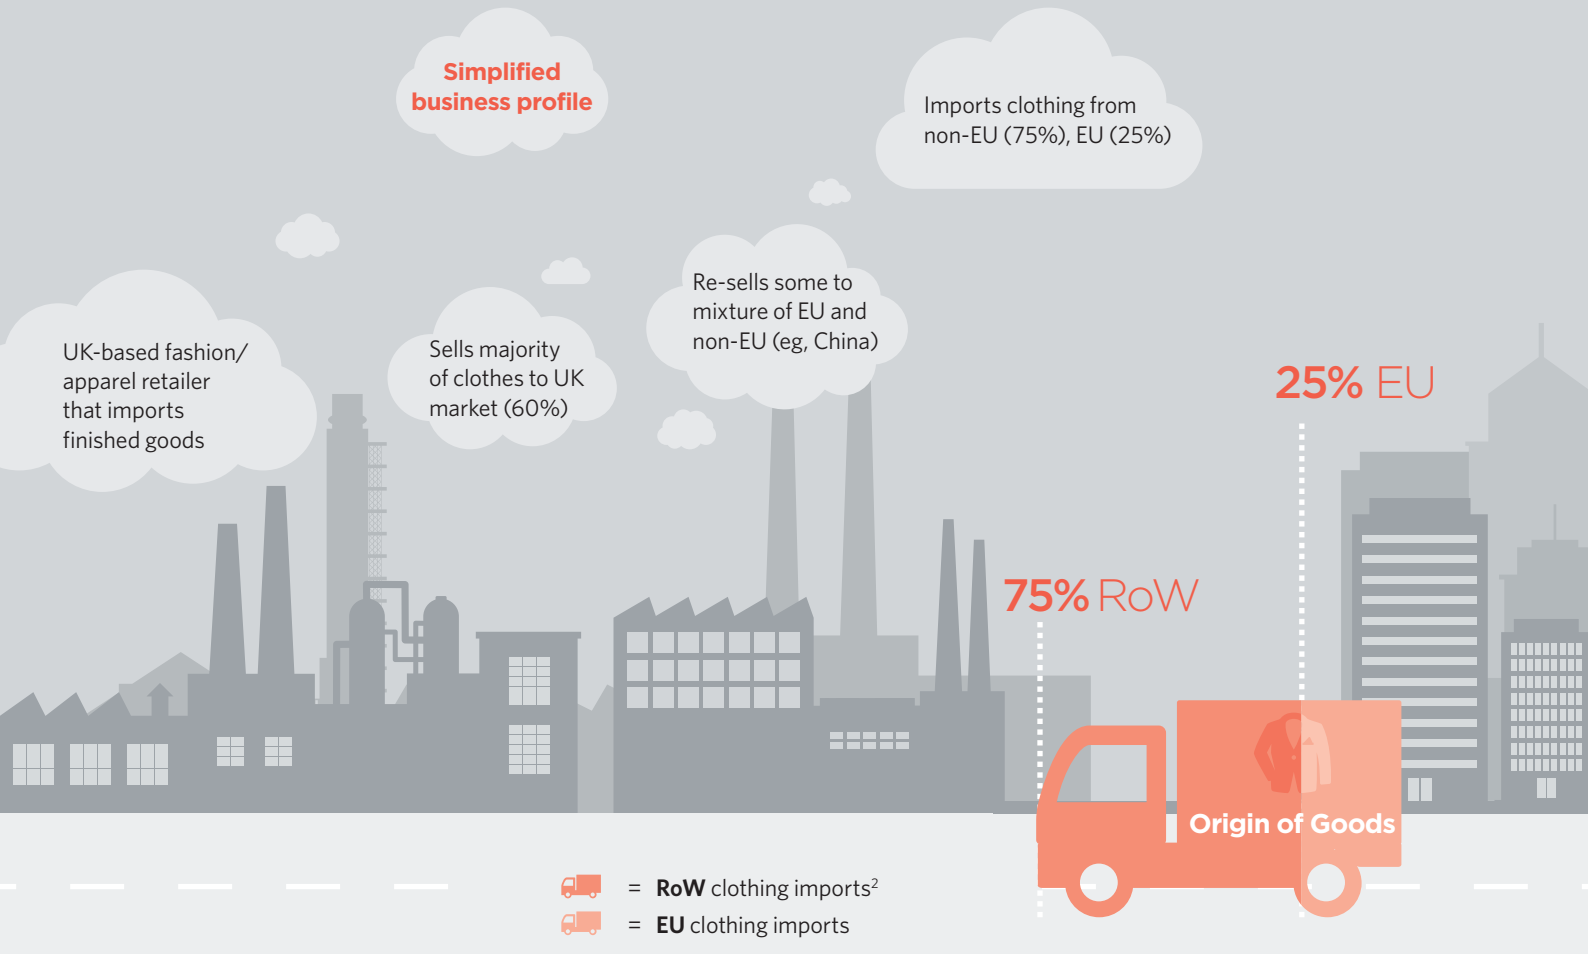 Simplified
business profile
Imports clothing from
non-EU (75%), EU (25%)
UK-based fashion/
apparel retailer
that imports
finished goods
Sells majority
of clothes to UK
market (60%)
Re-sells some to
mixture of EU and
non-EU (eg, China)
25% EU
75% RoW
Origin of Goods
= RoW clothing imports²
= EU clothing imports